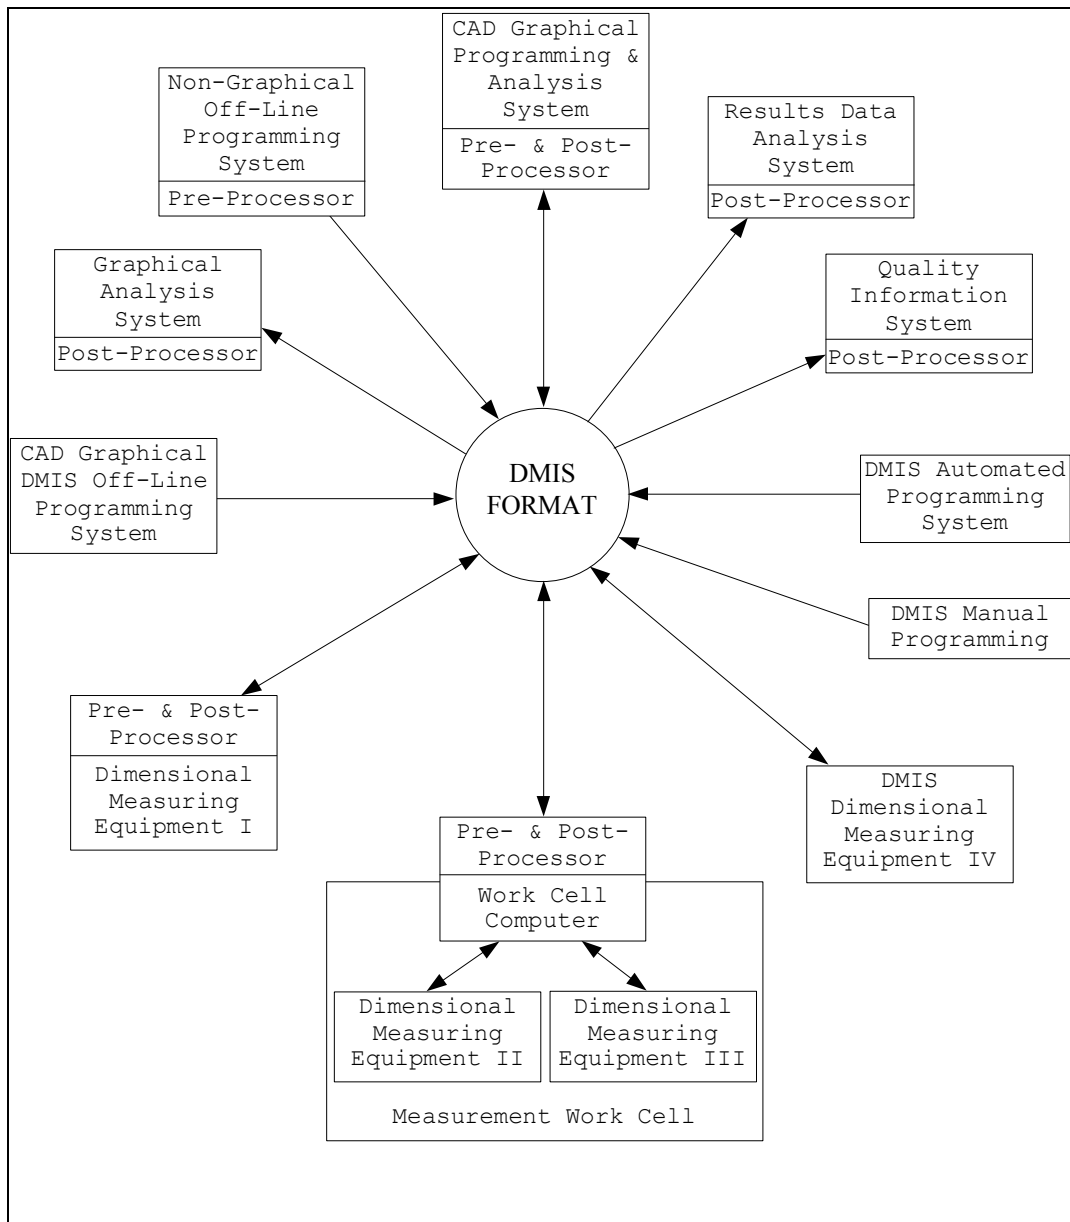 CAD Graphical
Programming &
Analysis
System
Pre- & Post-
Processor
Non-Graphical
Off-Line
Programming
System
Pre-Processor
Results Data
Analysis
System
Post-Processor
Graphical
Analysis
System
Post-Processor
Quality
Information
System
Post-Processor
CAD Graphical
DMIS Off-Line
Programming
System
DMIS
FORMAT
DMIS Automated
Programming
System
DMIS Manual
Programming
Pre- & Post-
Processor
Dimensional
Measuring
Equipment I
DMIS
Dimensional
Measuring
Equipment IV
Pre- & Post-
Processor
Work Cell
Computer
Dimensional
Measuring
Equipment II
Dimensional
Measuring
Equipment III
Measurement Work Cell